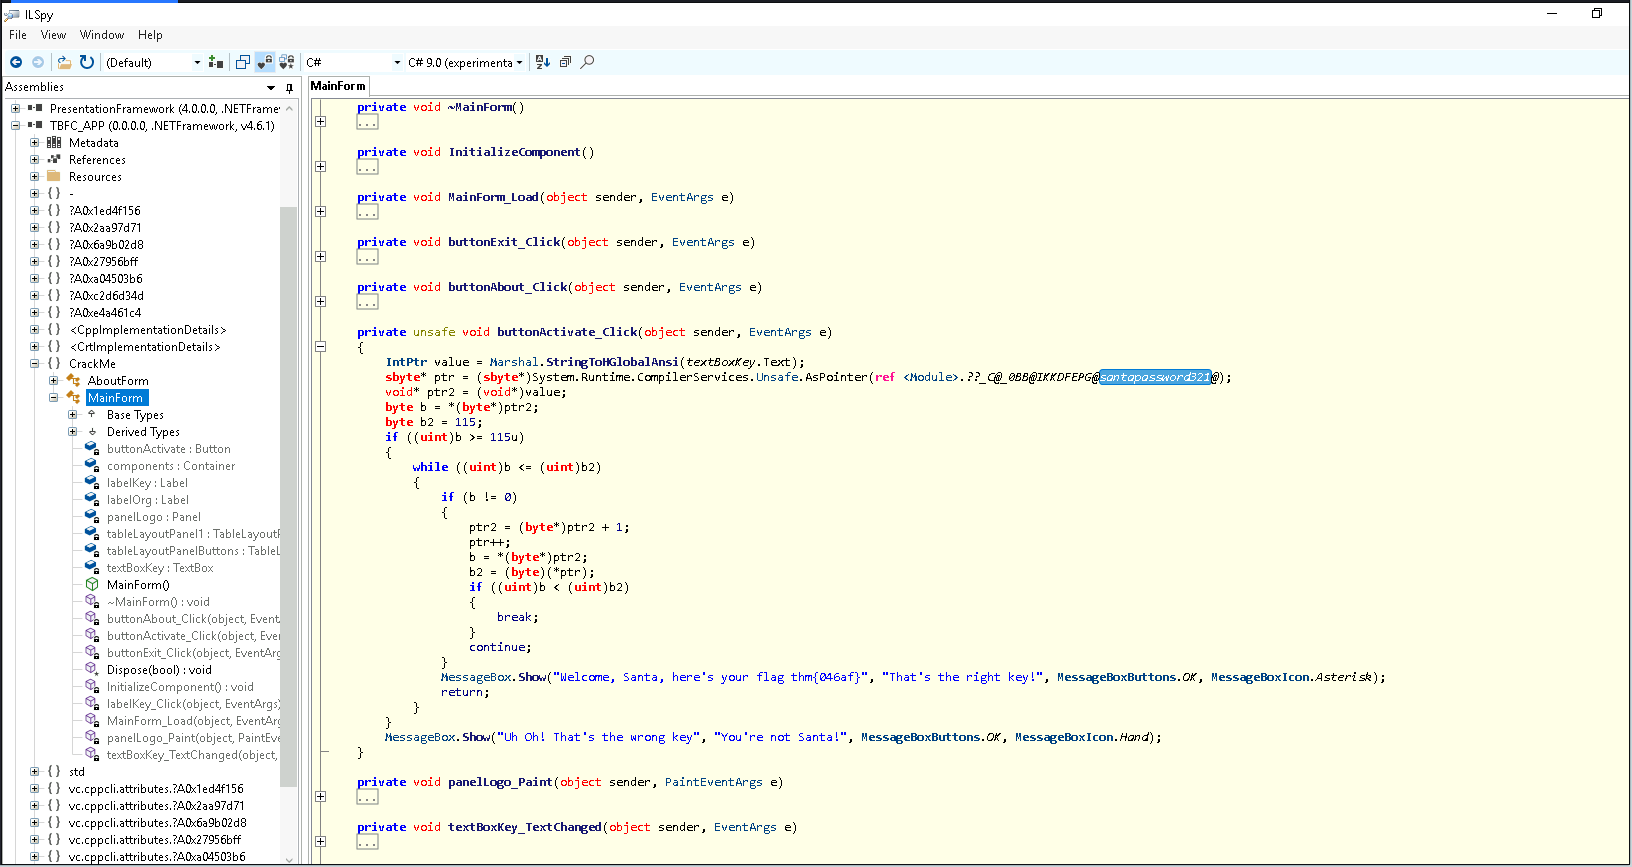 ILSpy
File View Window Help
(Default) C# C# 9.0 (experimenta
Assemblies
PresentationFramework (4.0.0.0, .NETFrame
TBFC_APP (0.0.0.0, .NETFramework, v4.6.1)
Metadata
References
Resources
{ } -
{ } ?A0x1ed4f156
{ } ?A0x2aa97d71
{ } ?A0x6a9b02d8
{ } ?A0x27956bff
{ } ?A0xa04503b6
{ } ?A0xc2d6d34d
{ } ?A0xe4a461c4
{ } <CppImplementationDetails>
{ } <CrtImplementationDetails>
{ } CrackMe
AboutForm
MainForm
Base Types
Derived Types
buttonActivate : Button
components : Container
labelKey : Label
labelOrg : Label
panelLogo : Panel
tableLayoutPanel1 : TableLayoutF
tableLayoutPanelButtons : TableL
textBoxKey : TextBox
MainForm()
~MainForm() : void
buttonAbout_Click(object, Event
buttonActivate_Click(object, Eve
buttonExit_Click(object, EventArg
Dispose(bool) : void
InitializeComponent() : void
labelKey_Click(object, EventArgs)
MainForm_Load(object, EventArg
panelLogo_Paint(object, PaintEve
textBoxKey_TextChanged(object,
{ } std
{ } vc.cppcli.attributes.?A0x1ed4f156
{ } vc.cppcli.attributes.?A0x2aa97d71
{ } vc.cppcli.attributes.?A0x6a9b02d8
{ } vc.cppcli.attributes.?A0x27956bff
{ } vc.cppcli.attributes.?A0xa04503b6
MainForm
private void ~MainForm()
...
private void InitializeComponent()
...
private void MainForm_Load(object sender, EventArgs e)
...
private void buttonExit_Click(object sender, EventArgs e)
...
private void buttonAbout_Click(object sender, EventArgs e)
...
private unsafe void buttonActivate_Click(object sender, EventArgs e)
{
IntPtr value = Marshal.StringToHGlobalAnsi(textBoxKey.Text);
sbyte* ptr = (sbyte*)System.Runtime.CompilerServices.Unsafe.AsPointer(ref <Module>.??_C@_0BB@IKKDFEPG@santapassword321@);
void* ptr2 = (void*)value;
byte b = *(byte*)ptr2;
byte b2 = 115;
if ((uint)b >= 115u)
{
while ((uint)b <= (uint)b2)
{
if (b != 0)
{
ptr2 = (byte*)ptr2 + 1;
ptr++;
b = *(byte*)ptr2;
b2 = (byte)(*ptr);
if ((uint)b < (uint)b2)
{
break;
}
continue;
}
MessageBox.Show("Welcome, Santa, here's your flag thm{046af}", "That's the right key!", MessageBoxButtons.OK, MessageBoxIcon.Asterisk);
return;
}
}
MessageBox.Show("Uh Oh! That's the wrong key", "You're not Santa!", MessageBoxButtons.OK, MessageBoxIcon.Hand);
}
private void panelLogo_Paint(object sender, PaintEventArgs e)
...
private void textBoxKey_TextChanged(object sender, EventArgs e)
...